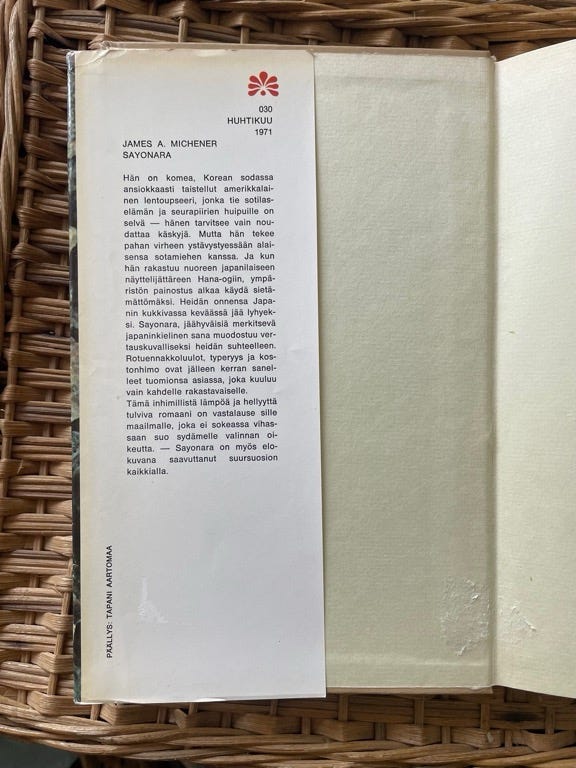 030
HUHTIKUU
1971
JAMES A. MICHENER
SAYONARA
Hän on komea, Korean sodassa
ansiokkaasti taistellut amerikkalai-
nen lentoupseeri, jonka tie sotilas-
elämän ja seurapiirien huipuille on
selvä — hänen tarvitsee vain nou-
dattaa käskyjä. Mutta hän tekee
pahan virheen ystävystyessään alai-
sensa sotamiehen kanssa. Ja kun
hän rakastuu nuoreen japanilaiseen
näyttelijättäreen Hana-ogiin, ympä-
ristön painostus alkaa käydä sietä-
mättömäksi. Heidän onnensa Japa-
nin kukkivassa keväässä jää lyhyek-
si. Sayonara, jäähyväisiä merkitsevä
japaninkielinen sana muodostuu ver-
tauskuvalliseksi heidän suhteelleen.
Rotuennakkoluulot, typeryys ja kos-
tonhimo ovat jälleen kerran sanel-
leet tuomionsa asiassa, joka kuuluu
vain kahdelle rakastavaiselle.
Tämä inhimillistä lämpöä ja hellyyttä
tulviva romaani on vastalause sille
maailmalle, joka ei sokeassa vihas-
saan suo sydämelle valinnan oi-
keutta. — Sayonara on myös elo-
kuvana saavuttanut suursuosion
kaikkialla.
PÄÄLLYS: TAPANI AARTOMAA